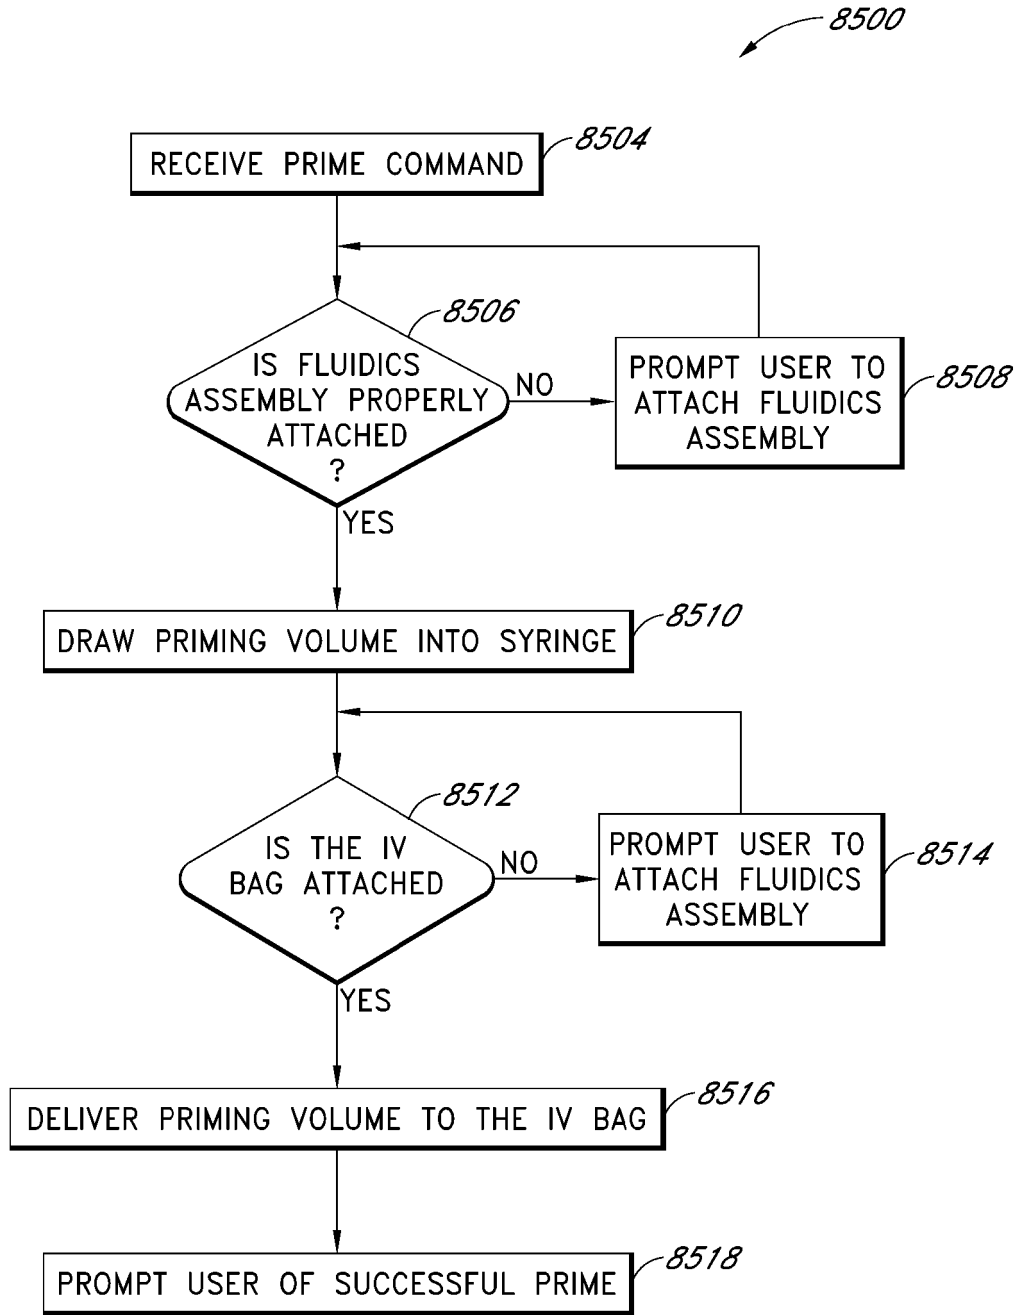 8500
8504
RECEIVE PRIME COMMAND
8506
IS FLUIDICS
ASSEMBLY PROPERLY
ATTACHED
?
NO
PROMPT USER TO
ATTACH FLUIDICS
ASSEMBLY
8508
YES
8510
DRAW PRIMING VOLUME INTO SYRINGE
8512
IS THE IV
BAG ATTACHED
?
NO
PROMPT USER TO
ATTACH FLUIDICS
ASSEMBLY
8514
YES
8516
DELIVER PRIMING VOLUME TO THE IV BAG
8518
PROMPT USER OF SUCCESSFUL PRIME